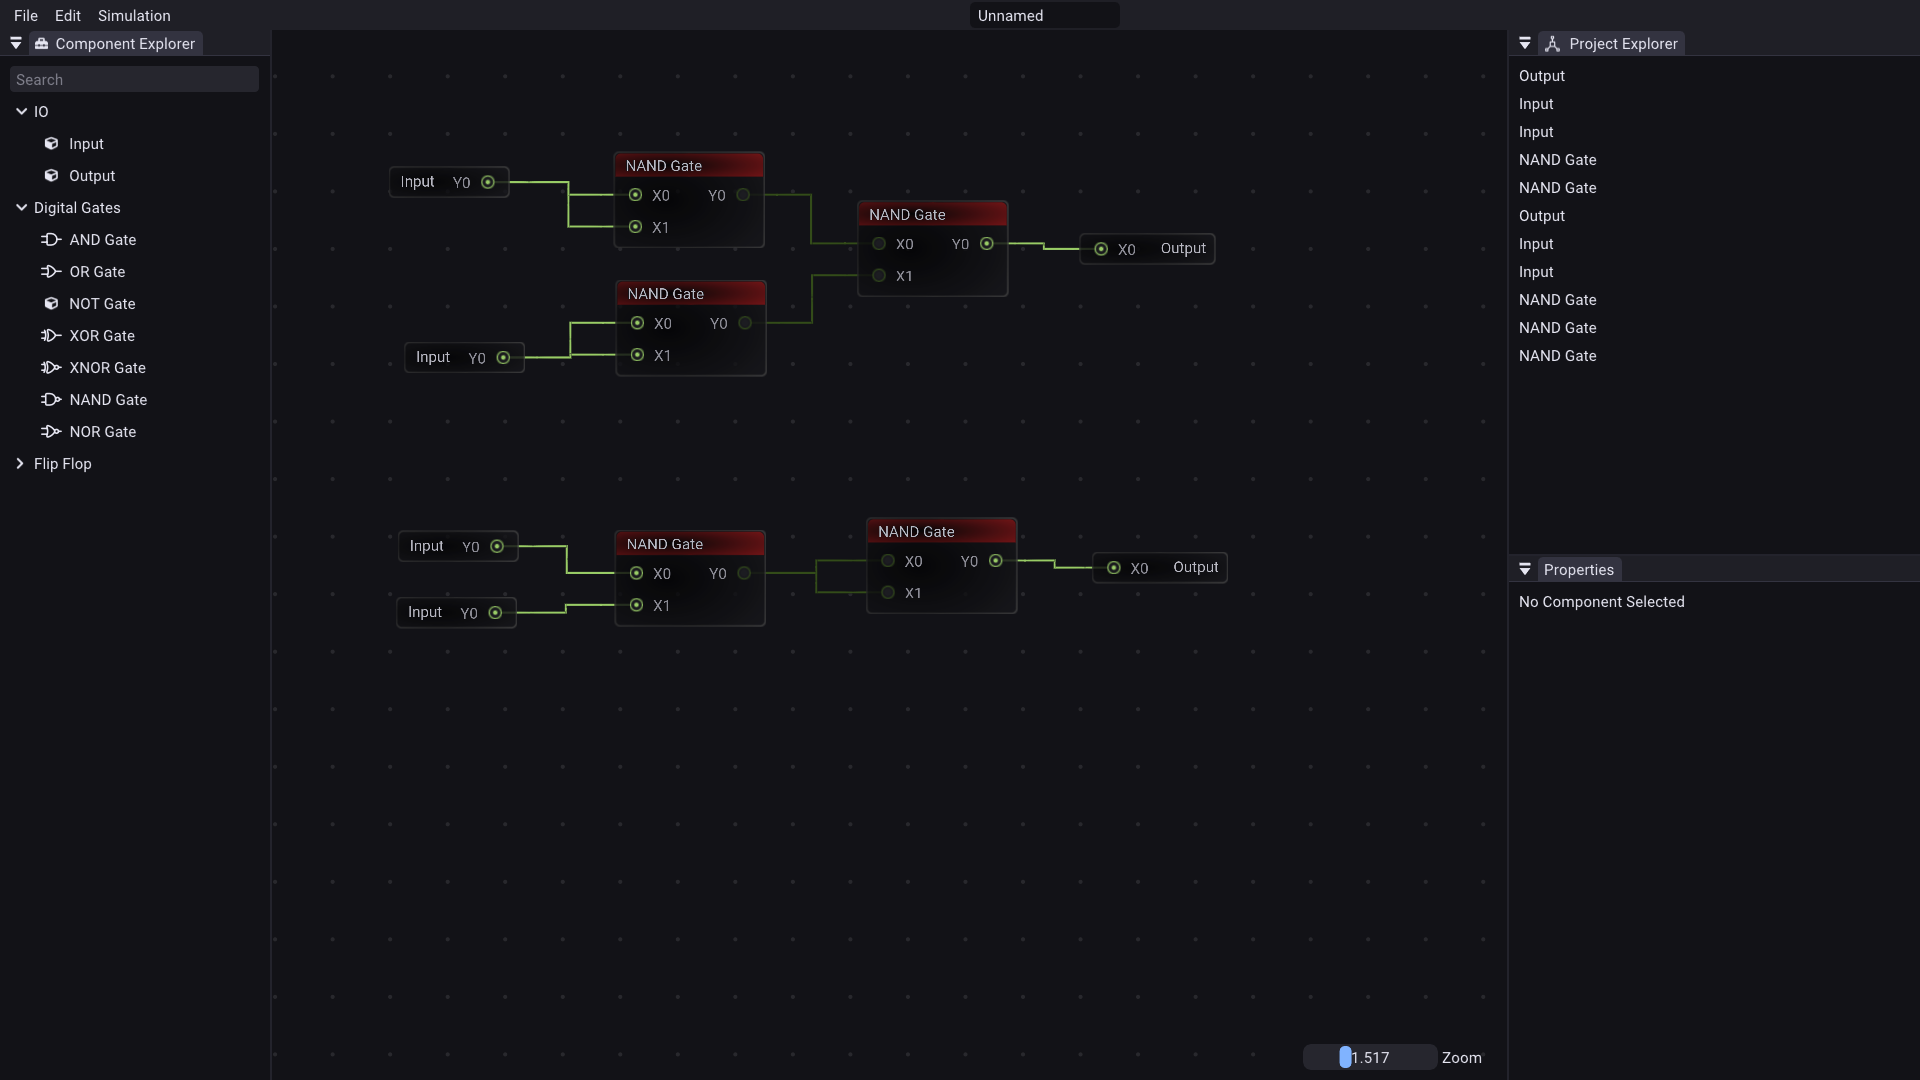 File Edit Simulation
Unnamed
Component Explorer
Search
IO
Input
Output
Digital Gates
AND Gate
OR Gate
NOT Gate
XOR Gate
XNOR Gate
NAND Gate
NOR Gate
Flip Flop
Input Y0
NAND Gate
X0 Y0
X1
NAND Gate
X0 Y0
X1
X0 Output
NAND Gate
X0 Y0
X1
Input Y0
Input Y0
NAND Gate
X0 Y0
X1
Input Y0
NAND Gate
X0 Y0
X1
X0 Output
1.517 Zoom
Project Explorer
Output
Input
Input
NAND Gate
NAND Gate
Output
Input
Input
NAND Gate
NAND Gate
NAND Gate
Properties
No Component Selected